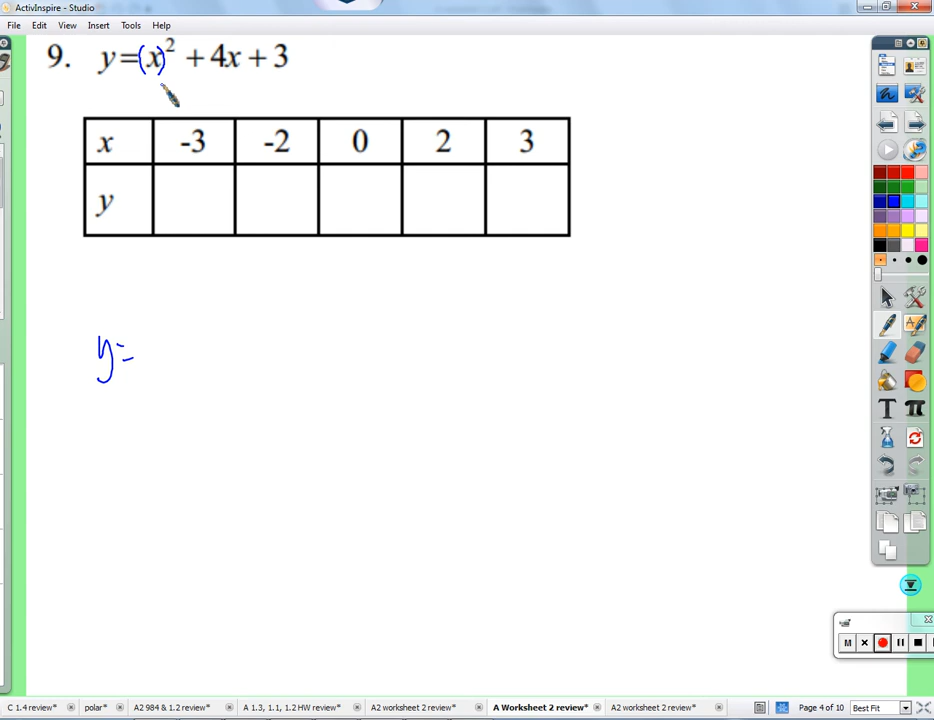 ActivInspire - Studio
File Edit View Insert Tools Help
9. y=(x)² + 4x + 3
x -3 -2 0 2 3
y
y=
M
C 1.4 review* polar* A2 984 & 1.2 review* A 1.3, 1.1, 1.2 HW review* A2 worksheet 2 review* A Worksheet 2 review* A2 worksheet 2 review* Page 4 of 10 Best Fit